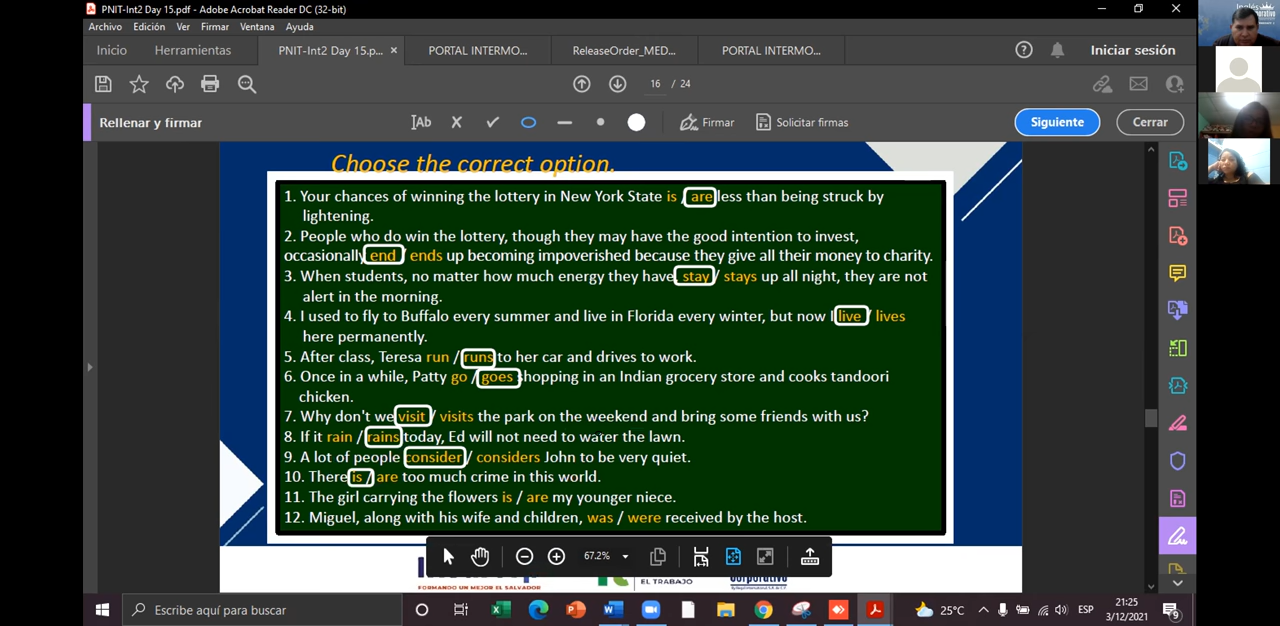 PNIT-Int2 Day 15.pdf - Adobe Acrobat Reader DC (32-bit)
Archivo Edición Ver Firmar Ventana Ayuda
Inicio Herramientas PNIT-Int2 Day 15.p... × PORTAL INTERMO... ReleaseOrder_MED... PORTAL INTERMO... Iniciar sesión
16 / 24
Rellenar y firmar IAb Firmar Solicitar firmas Siguiente Cerrar
Choose the correct option.
1. Your chances of winning the lottery in New York State is / are less than being struck by
lightening.
2. People who do win the lottery, though they may have the good intention to invest,
occasionally end / ends up becoming impoverished because they give all their money to charity.
3. When students, no matter how much energy they have, stay / stays up all night, they are not
alert in the morning.
4. I used to fly to Buffalo every summer and live in Florida every winter, but now I live / lives
here permanently.
5. After class, Teresa run / runs to her car and drives to work.
6. Once in a while, Patty go / goes shopping in an Indian grocery store and cooks tandoori
chicken.
7. Why don't we visit / visits the park on the weekend and bring some friends with us?
8. If it rain / rains today, Ed will not need to water the lawn.
9. A lot of people consider / considers John to be very quiet.
10. There is / are too much crime in this world.
11. The girl carrying the flowers is / are my younger niece.
12. Miguel, along with his wife and children, was / were received by the host.
67.2%
FORMANDO UN MEJOR EL SALVADOR
EL TRABAJO
Escribe aquí para buscar
25°C
ESP
21:25
3/12/2021
9